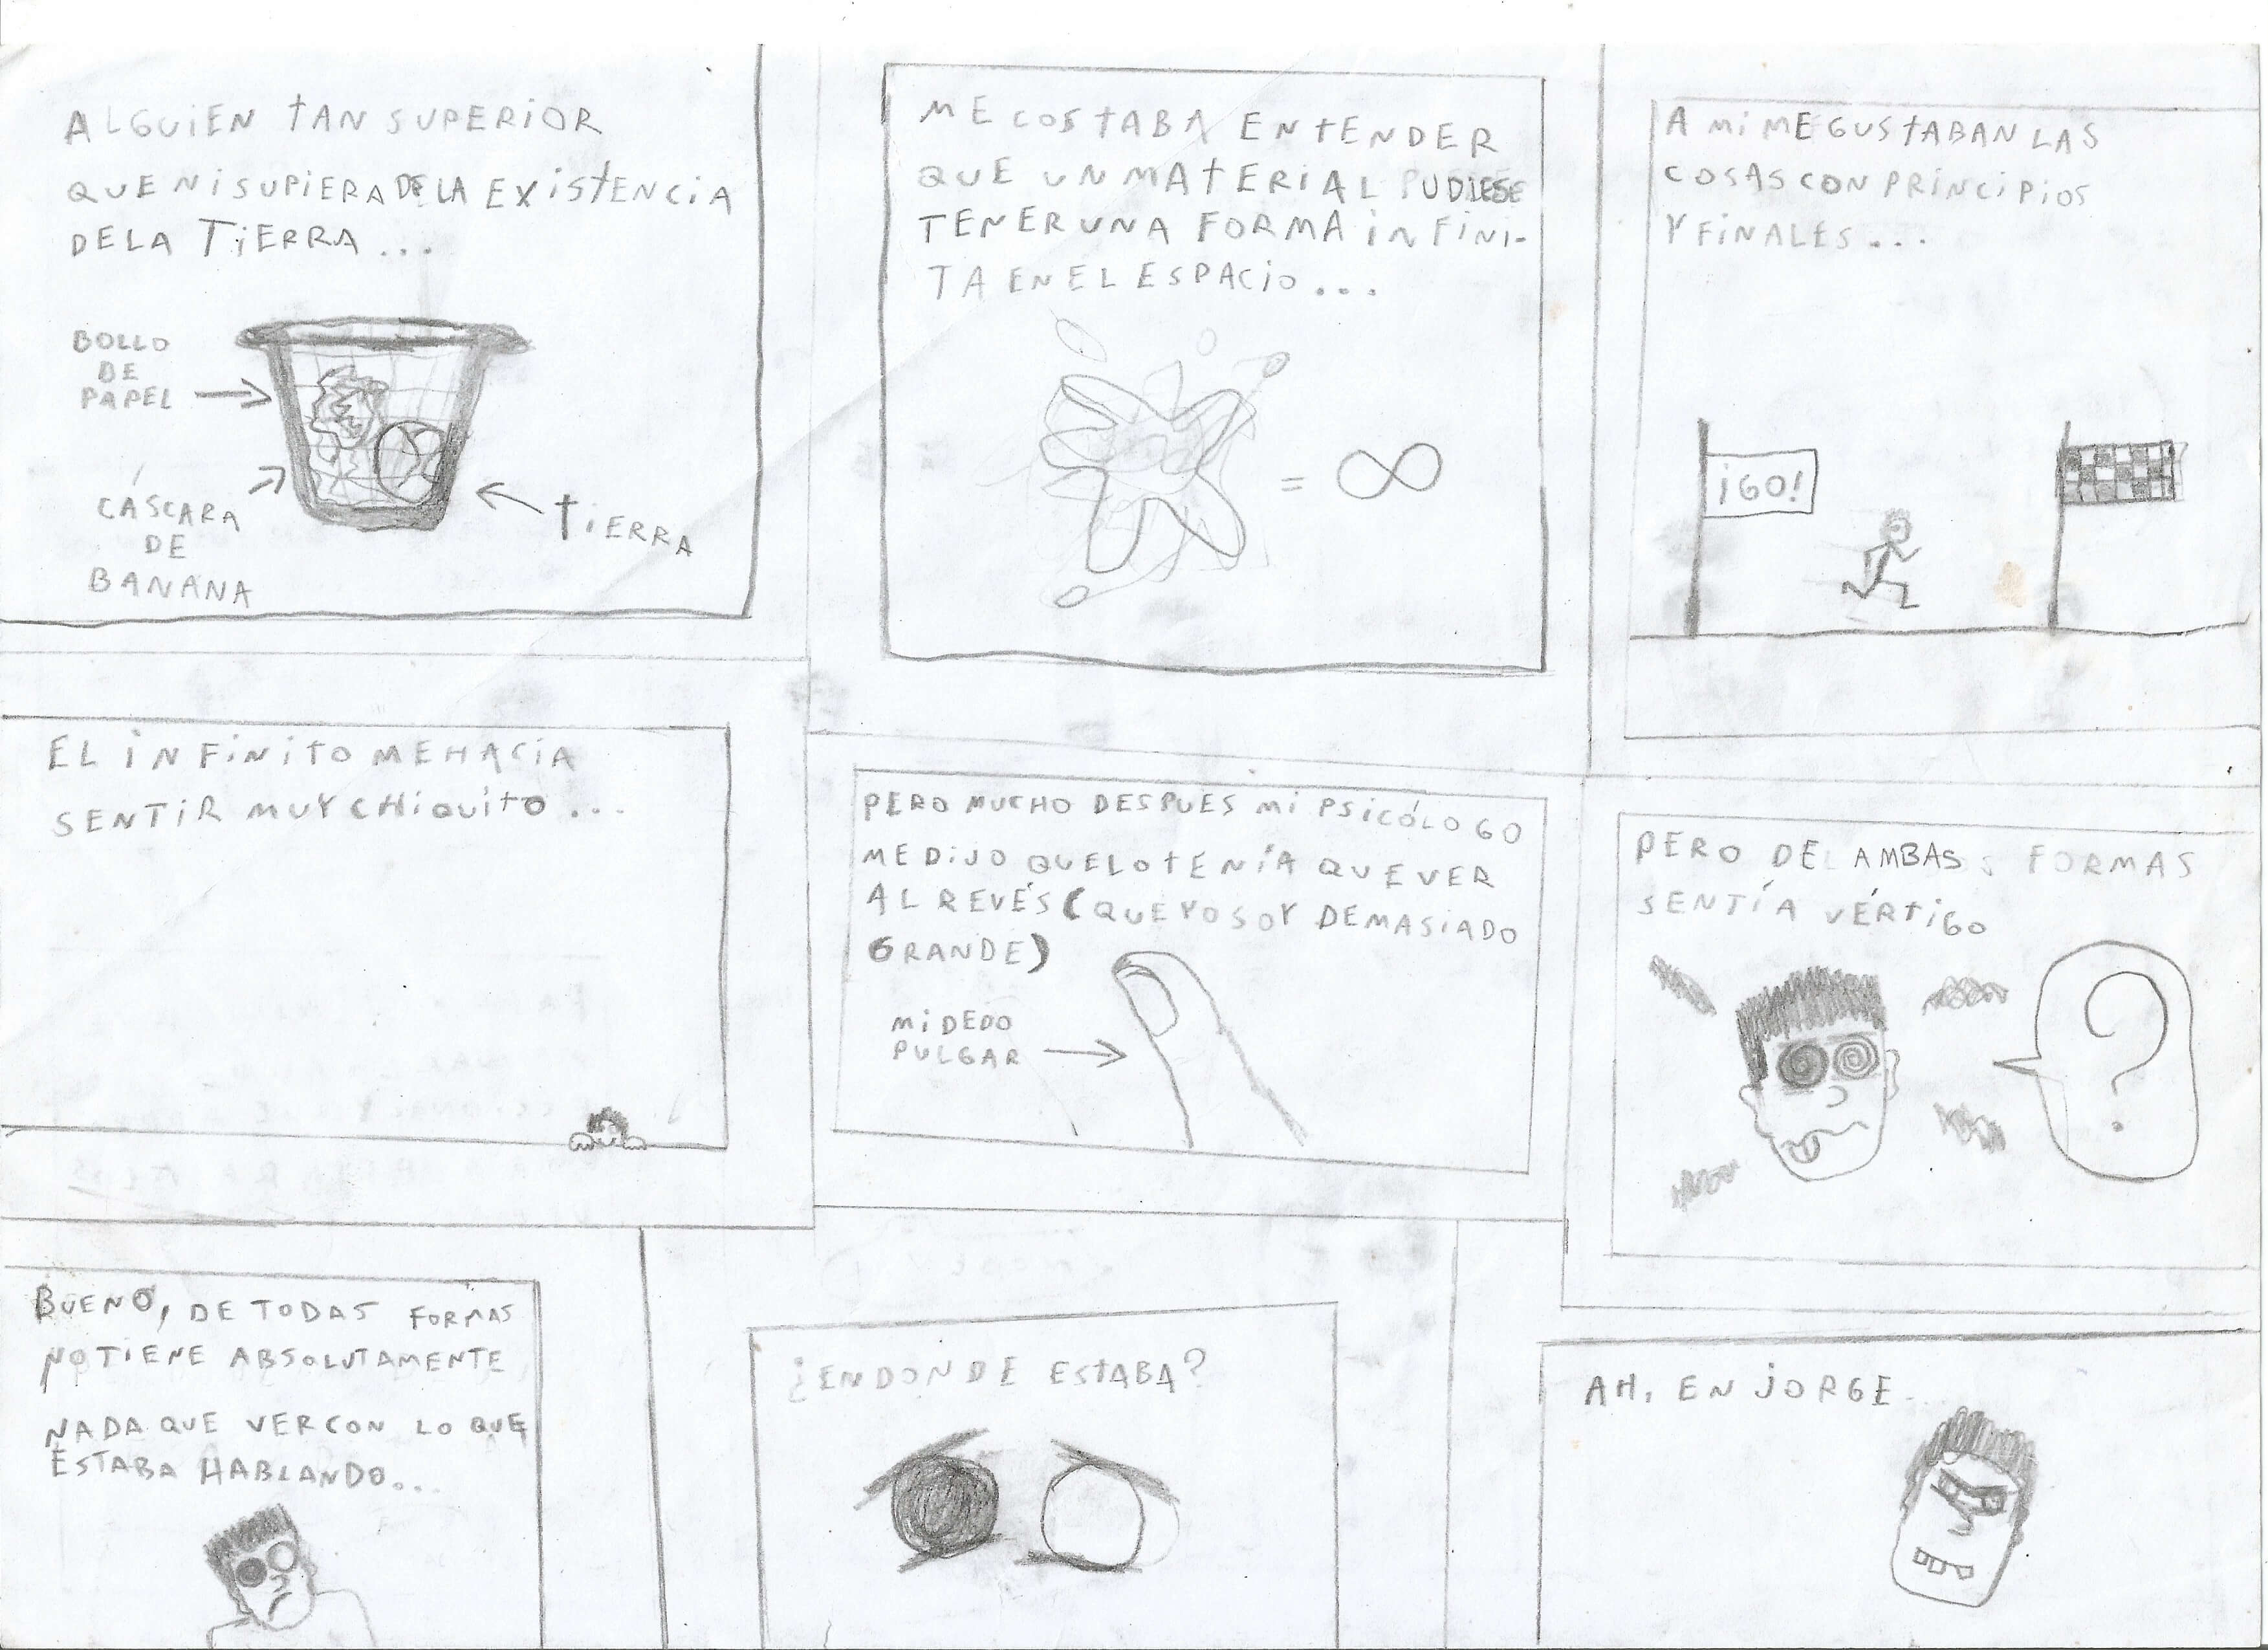 ALGUIEN TAN SUPERIOR
QUE NI SUPIERA DE LA EXISTENCIA
DE LA TIERRA...
BOLLO
DE
PAPEL
CÁSCARA
DE
BANANA
TIERRA
ME COSTABA ENTENDER
QUE UN MATERIAL PUDIESE
TENER UNA FORMA INFINI-
TA EN EL ESPACIO...
= ∞
A MI ME GUSTABAN LAS
COSAS CON PRINCIPIOS
Y FINALES...
¡GO!
EL INFINITO ME HACIA
SENTIR MUY CHIQUITO...
PERO MUCHO DESPUES MI PSICÓLOGO
ME DIJO QUE LO TENÍA QUE VER
AL REVÉS (QUE YO SOY DEMASIADO
GRANDE)
MI DEDO
PULGAR
PERO DE AMBAS FORMAS
SENTÍA VÉRTIGO
?
BUENO, DE TODAS FORMAS
NO TIENE ABSOLUTAMENTE
NADA QUE VER CON LO QUE
ESTABA HABLANDO...
¿EN DONDE ESTABA?
AH, EN JORGE.